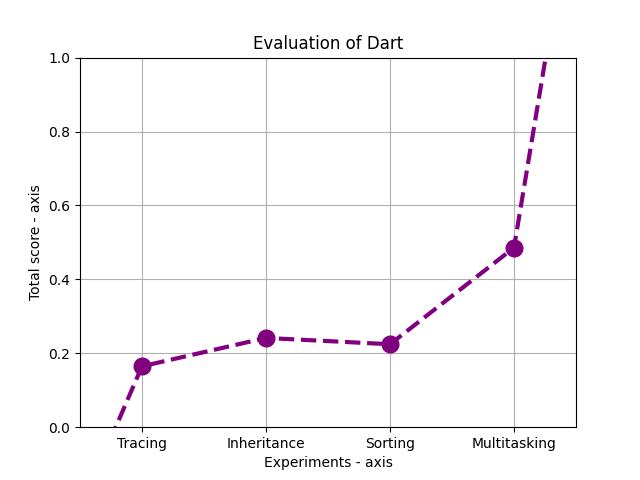 Evaluation of Dart
Total score - axis
1.0
0.8
0.6
0.4
0.2
0.0
Tracing Inheritance Sorting Multitasking
Experiments - axis